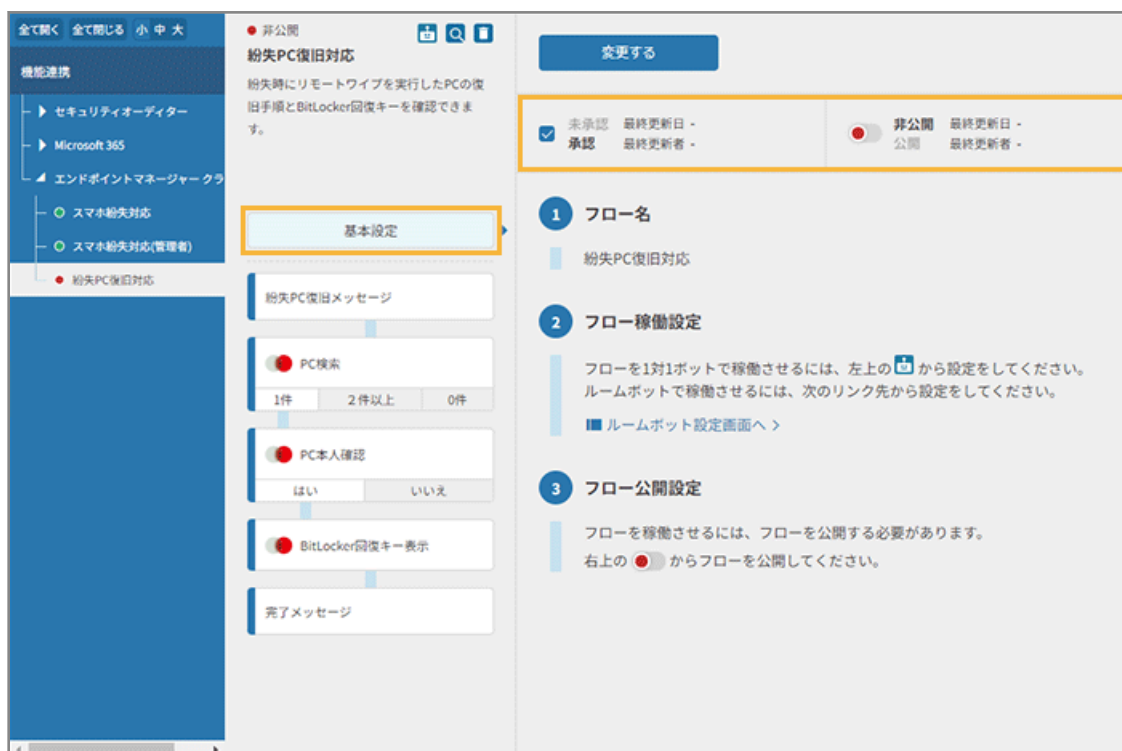 全て開く 全て閉じる 小 中 大
機能連携
セキュリティオーディター
Microsoft 365
エンドポイントマネージャー クラ
スマホ紛失対応
スマホ紛失対応(管理者)
紛失PC復旧対応
非公開
紛失PC復旧対応
紛失時にリモートワイプを実行したPCの復
旧手順とBitLocker回復キーを確認できま
す。
基本設定
紛失PC復旧メッセージ
PC検索
1件 2件以上 0件
PC本人確認
はい いいえ
BitLocker回復キー表示
完了メッセージ
変更する
未承認 最終更新日 -
承認 最終更新者 -
非公開 最終更新日 -
公開 最終更新者 -
1 フロー名
紛失PC復旧対応
2 フロー稼働設定
フローを1対1ボットで稼働させるには、左上の から設定をしてください。
ルームボットで稼働させるには、次のリンク先から設定をしてください。
ルームボット設定画面へ >
3 フロー公開設定
フローを稼働させるには、フローを公開する必要があります。
右上の からフローを公開してください。